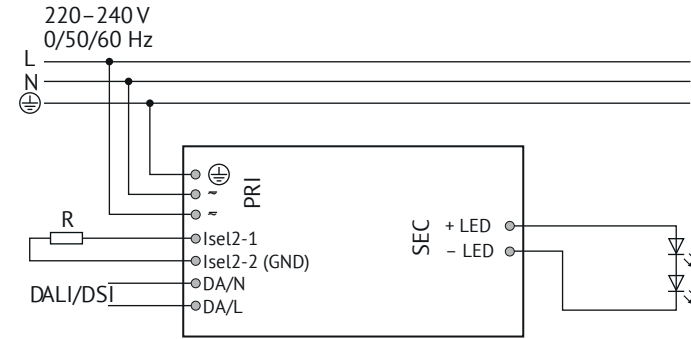 220–240 V
0/50/60 Hz
L
N
PRI
~
≂
R
Isel2-1
Isel2-2 (GND)
DALI/DSI
DA/N
DA/L
SEC
+ LED
– LED